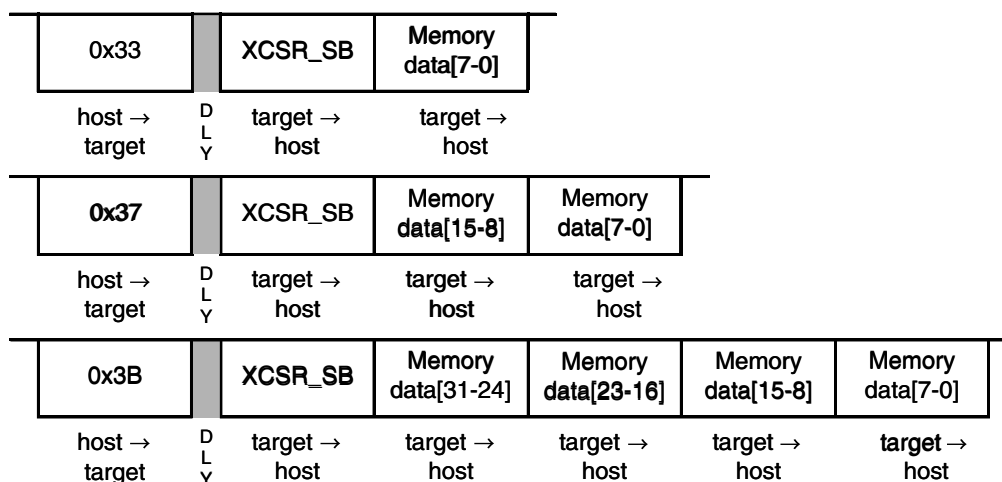 0x33 XCSR_SB Memory data[7-0]
host → target D L Y target → host target → host
0x37 XCSR_SB Memory data[15-8] Memory data[7-0]
host → target D L Y target → host target → host target → host
0x3B XCSR_SB Memory data[31-24] Memory data[23-16] Memory data[15-8] Memory data[7-0]
host → target D L Y target → host target → host target → host target → host target → host